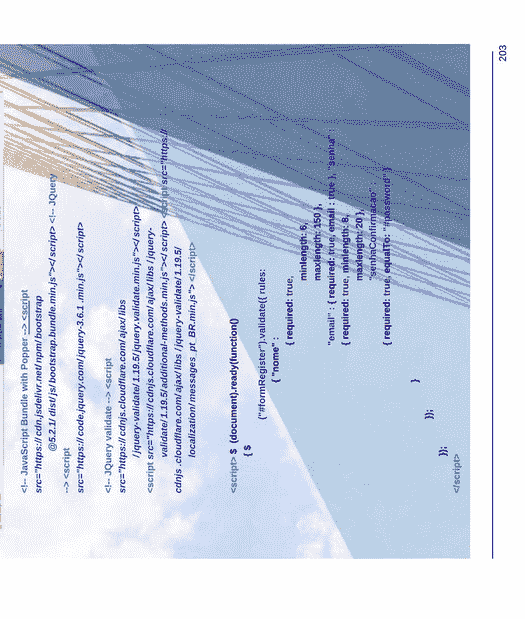 203
<!-- JavaScript Bundle with Popper --> <script
src="https:// cdn.jsdelivr.net/ npm/ bootstrap
@5.2.1/ dist/ js/ bootstrap.bundle.min.js"></ script> <!-- JQuery
--> <script
src="https:// code.jquery.com/ jquery-3.6.1 .min.js"></ script>
<!-- JQuery validate --> <script
src="https:// cdnjs.cloudflare.com/ ajax/ libs
/ jquery-validate/ 1.19.5/ jquery.validate.min.js"></ script>
<script src="https:// cdnjs.cloudflare.com/ ajax/ libs / jquery-
validate/ 1.19.5/ additional-methods.min.js"></ script> <script src="https://
cdnjs .cloudflare.com/ ajax/ libs / jquery-validate/ 1.19.5/
localization/ messages_pt_BR.min.js"> </script>
<script> $ (document).ready(function()
{ $
("#formRegister").validate({ rules:
{ "nome" :
{ required: true,
minlength: 6,
maxlength: 150 },
"email" : { required: true, email : true }, "senha" :
{ required: true, minlength: 8,
maxlength: 20 },
"senhaConfirmacao" :
{ required: true, equalTo: "#password" }
}
});
});
</script>